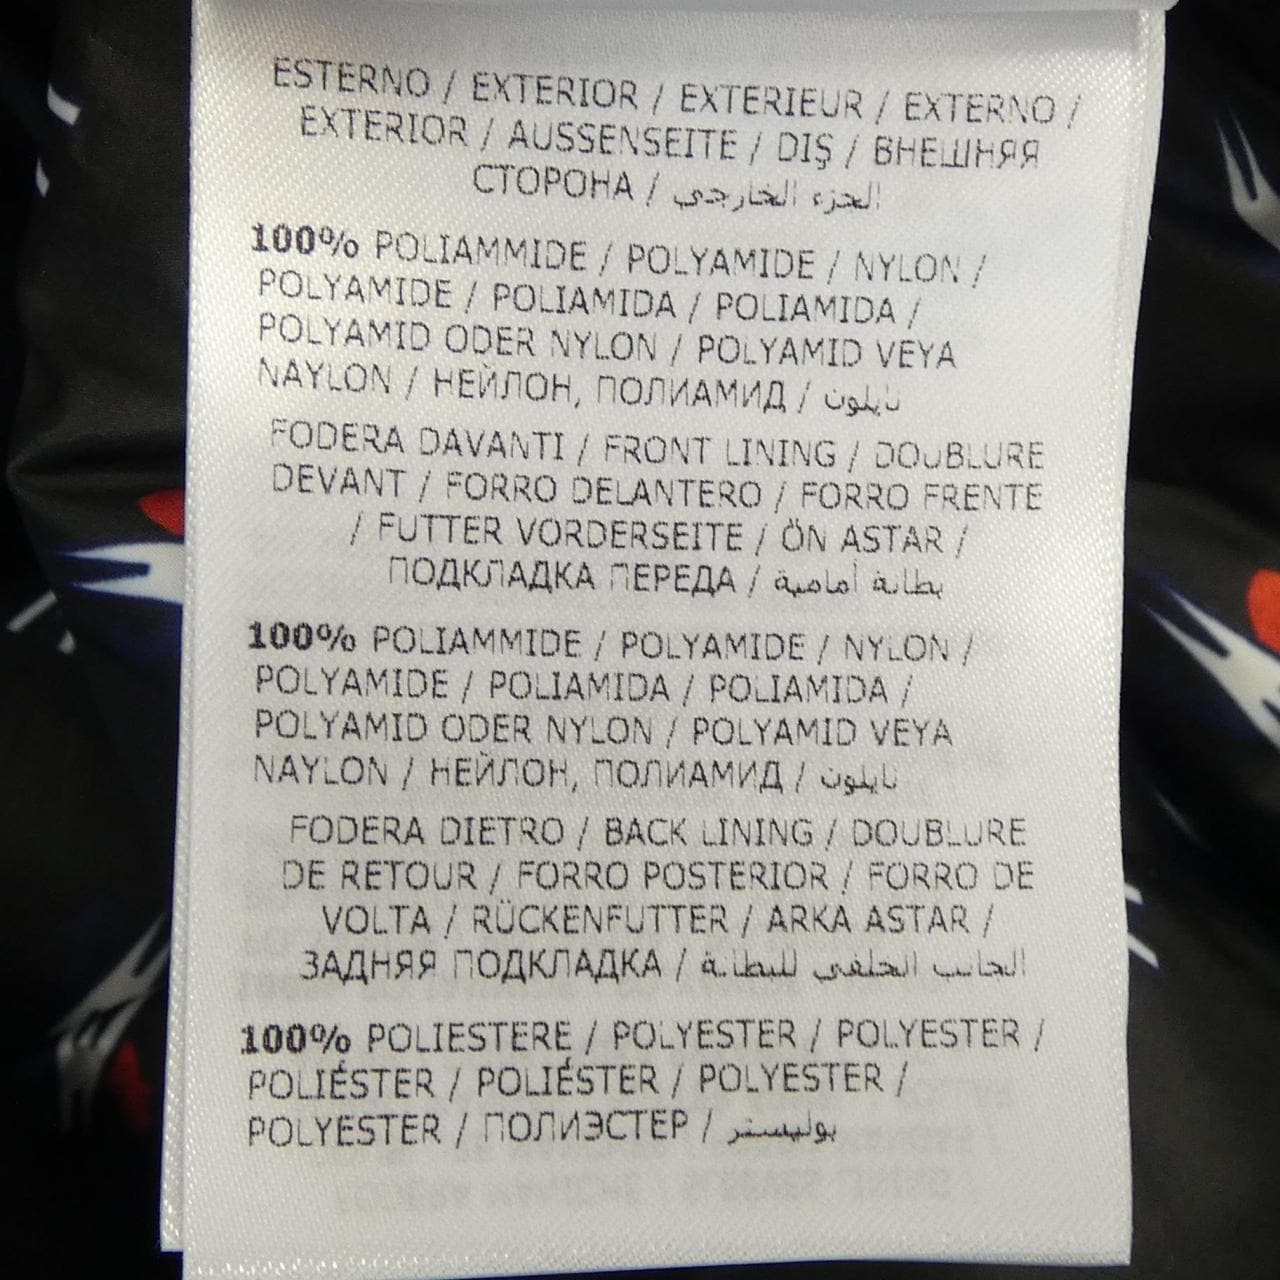 ESTERNO / EXTERIOR / EXTERIEUR / EXTERNO /
EXTERIOR / AUSSENSEITE / DIŞ / ВНЕШНЯЯ
СТОРОНА / الجزء الخارجي
100% POLIAMMIDE / POLYAMIDE / NYLON /
POLYAMIDE / POLIAMIDA / POLIAMIDA /
POLYAMID ODER NYLON / POLYAMID VEYA
NAYLON / НЕЙЛОН, ПОЛИАМИД / نايلون
FODERA DAVANTI / FRONT LINING / DOUBLURE
DEVANT / FORRO DELANTERO / FORRO FRENTE
/ FUTTER VORDERSEITE / ÖN ASTAR /
ПОДКЛАДКА ПЕРЕДА / بطانة أمامية
100% POLIAMMIDE / POLYAMIDE / NYLON /
POLYAMIDE / POLIAMIDA / POLIAMIDA /
POLYAMID ODER NYLON / POLYAMID VEYA
NAYLON / НЕЙЛОН, ПОЛИАМИД / نايلون
FODERA DIETRO / BACK LINING / DOUBLURE
DE RETOUR / FORRO POSTERIOR / FORRO DE
VOLTA / RÜCKENFUTTER / ARKA ASTAR /
ЗАДНЯЯ ПОДКЛАДКА / الجانب الخلفي للبطانة
100% POLIESTERE / POLYESTER / POLYESTER /
POLIÉSTER / POLIÉSTER / POLYESTER /
POLYESTER / ПОЛИЭСТЕР / بوليستر